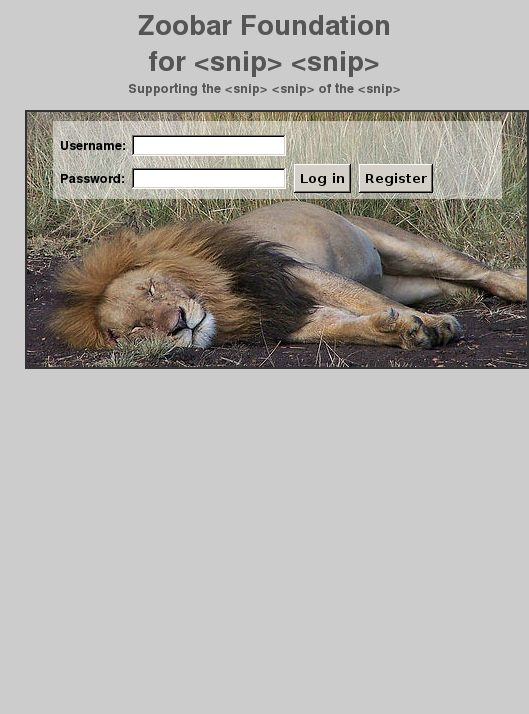 Zoobar Foundation
for <snip> <snip>
Supporting the <snip> <snip> of the <snip>
Username:
Password: Log in Register